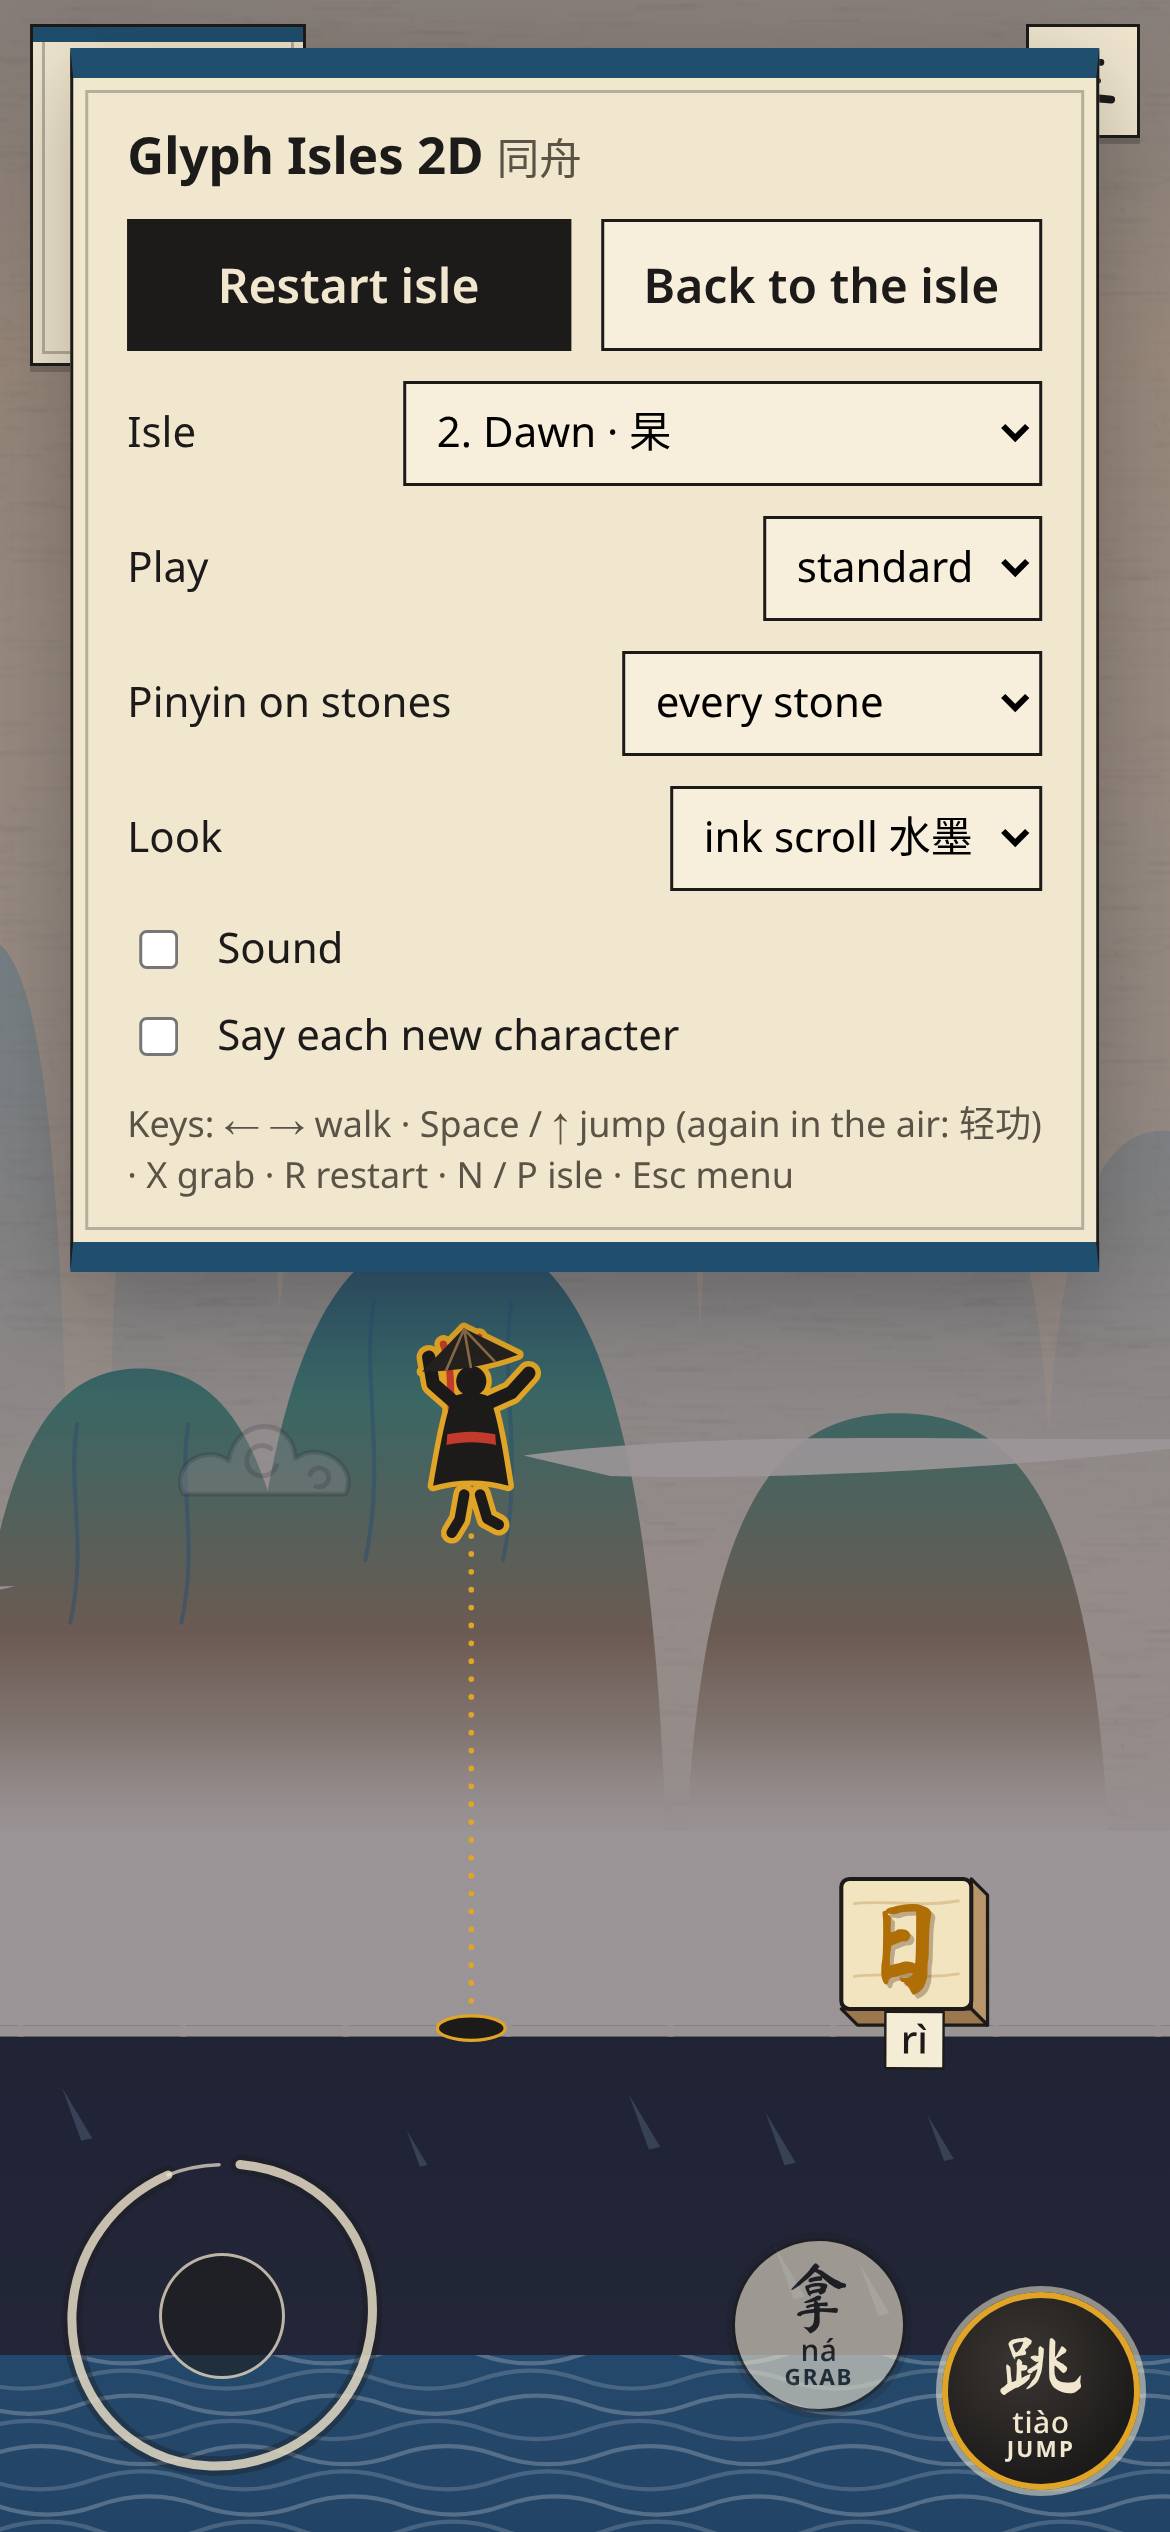 Glyph Isles 2D 同舟
Restart isle
Back to the isle
Isle
2. Dawn · 杲
Play
standard
Pinyin on stones
every stone
Look
ink scroll 水墨
Sound
Say each new character
Keys: ←→ walk · Space / ↑ jump (again in the air: 轻功)
· X grab · R restart · N / P isle · Esc menu
日
rì
拿
ná
GRAB
跳
tiào
JUMP